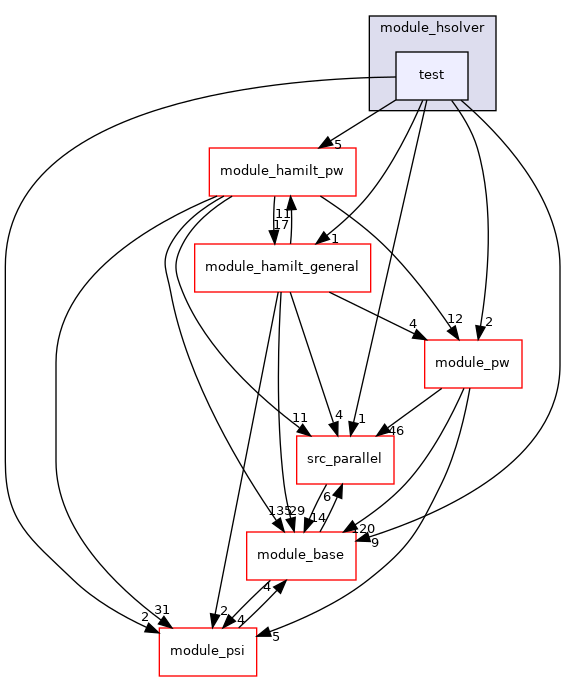 module_hsolver
test
5
module_hamilt_pw
11
17
1
module_hamilt_general
12
2
4
module_pw
11
4
1
46
src_parallel
6
135
29
14
120
9
module_base
4
2
4
2
31
5
module_psi